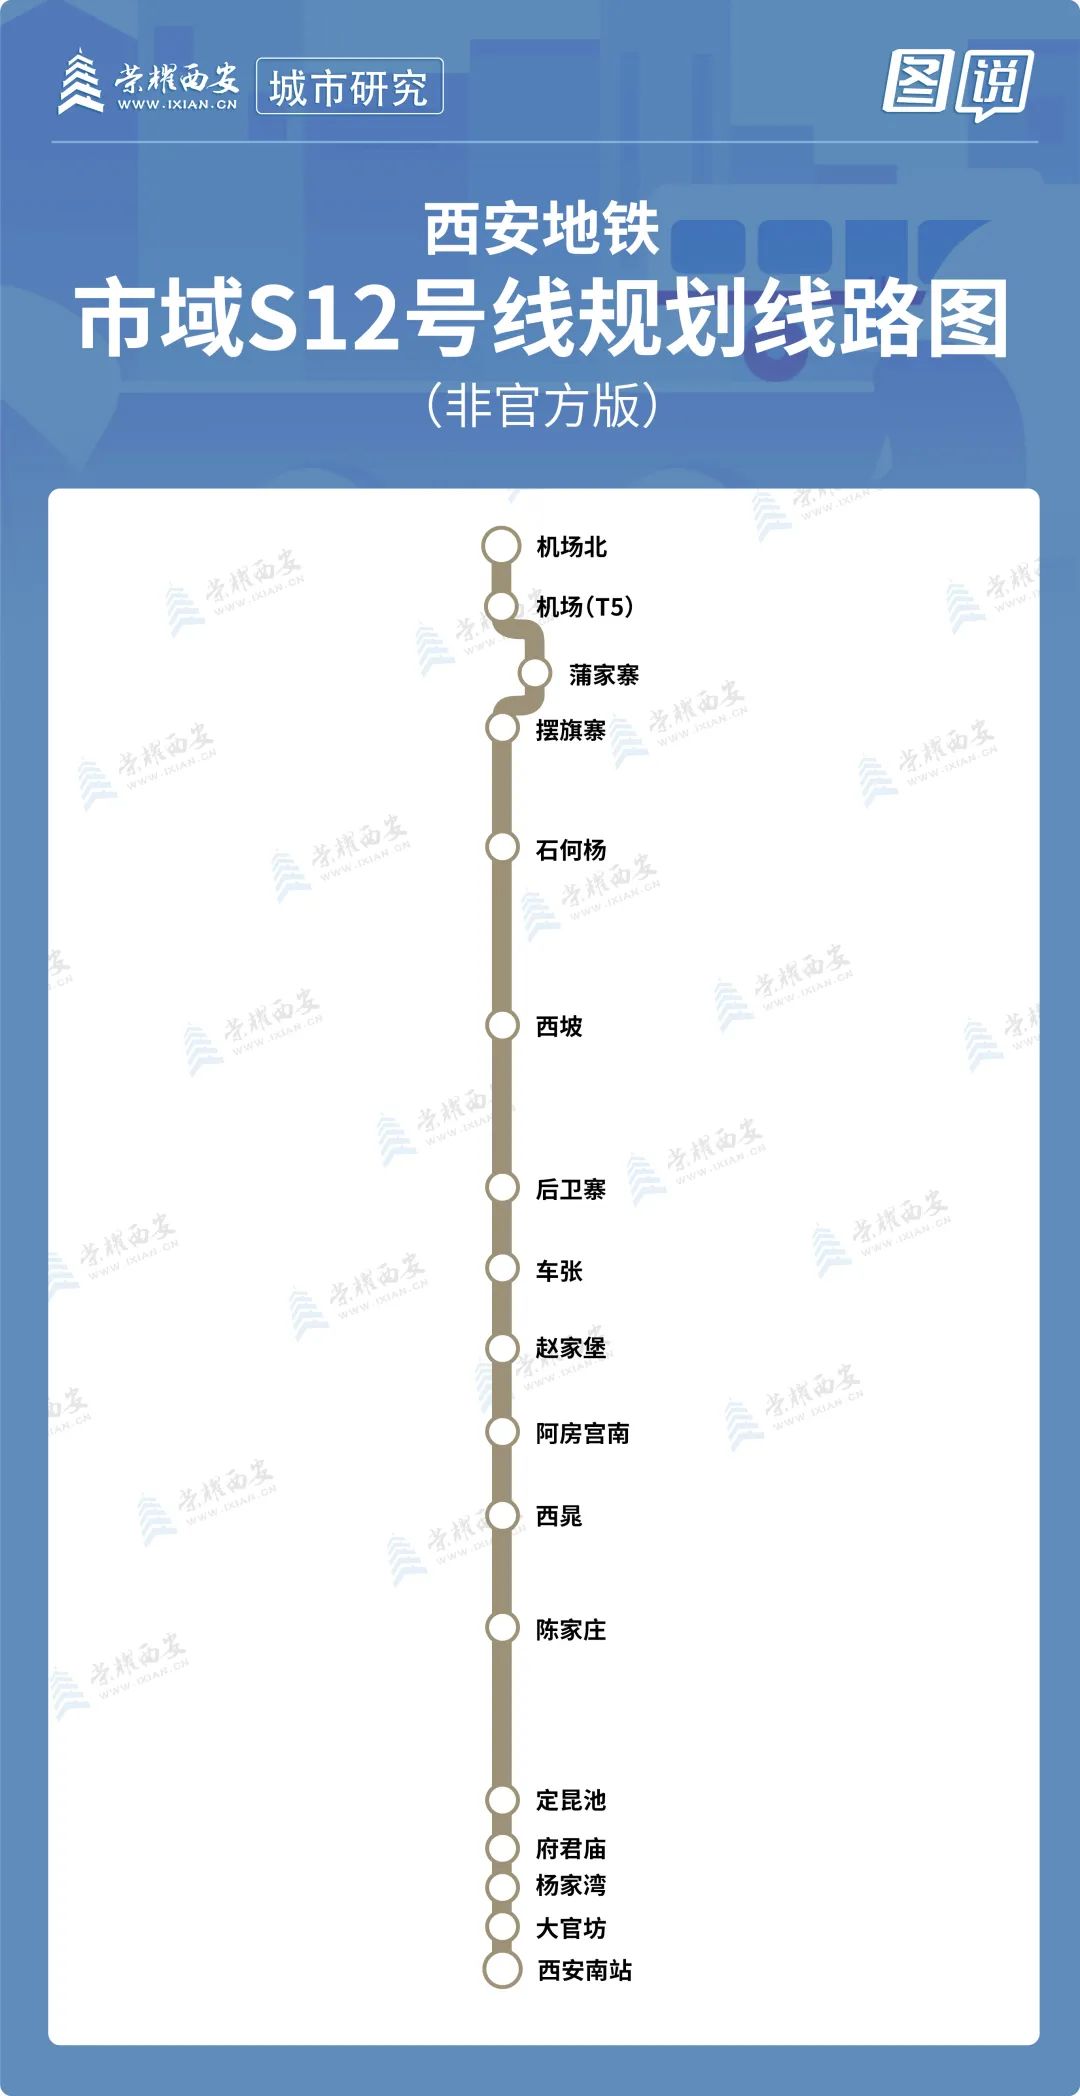 荣耀西安
WWW.IXIAN.CN
城市研究
图说
西安地铁
市域S12号线规划线路图
（非官方版）
机场北
机场（T5）
蒲家寨
摆旗寨
石何杨
西坡
后卫寨
车张
赵家堡
阿房宫南
西晁
陈家庄
定昆池
府君庙
杨家湾
大官坊
西安南站